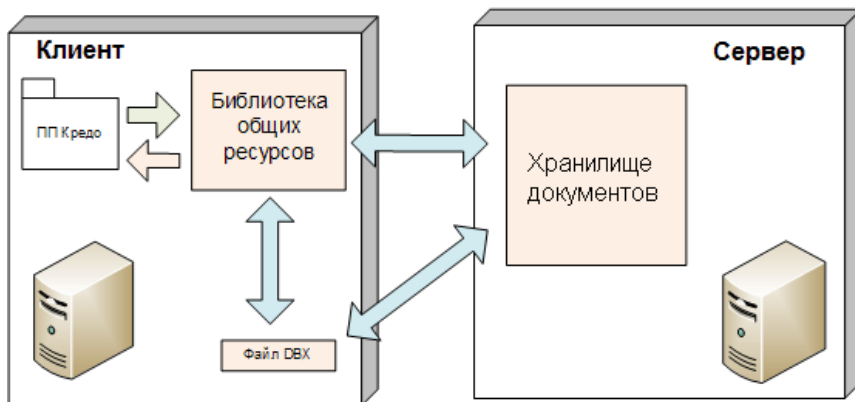 Клиент
ПП Кредо
Библиотека
общих
ресурсов
Файл DBX
Сервер
Хранилище
документов